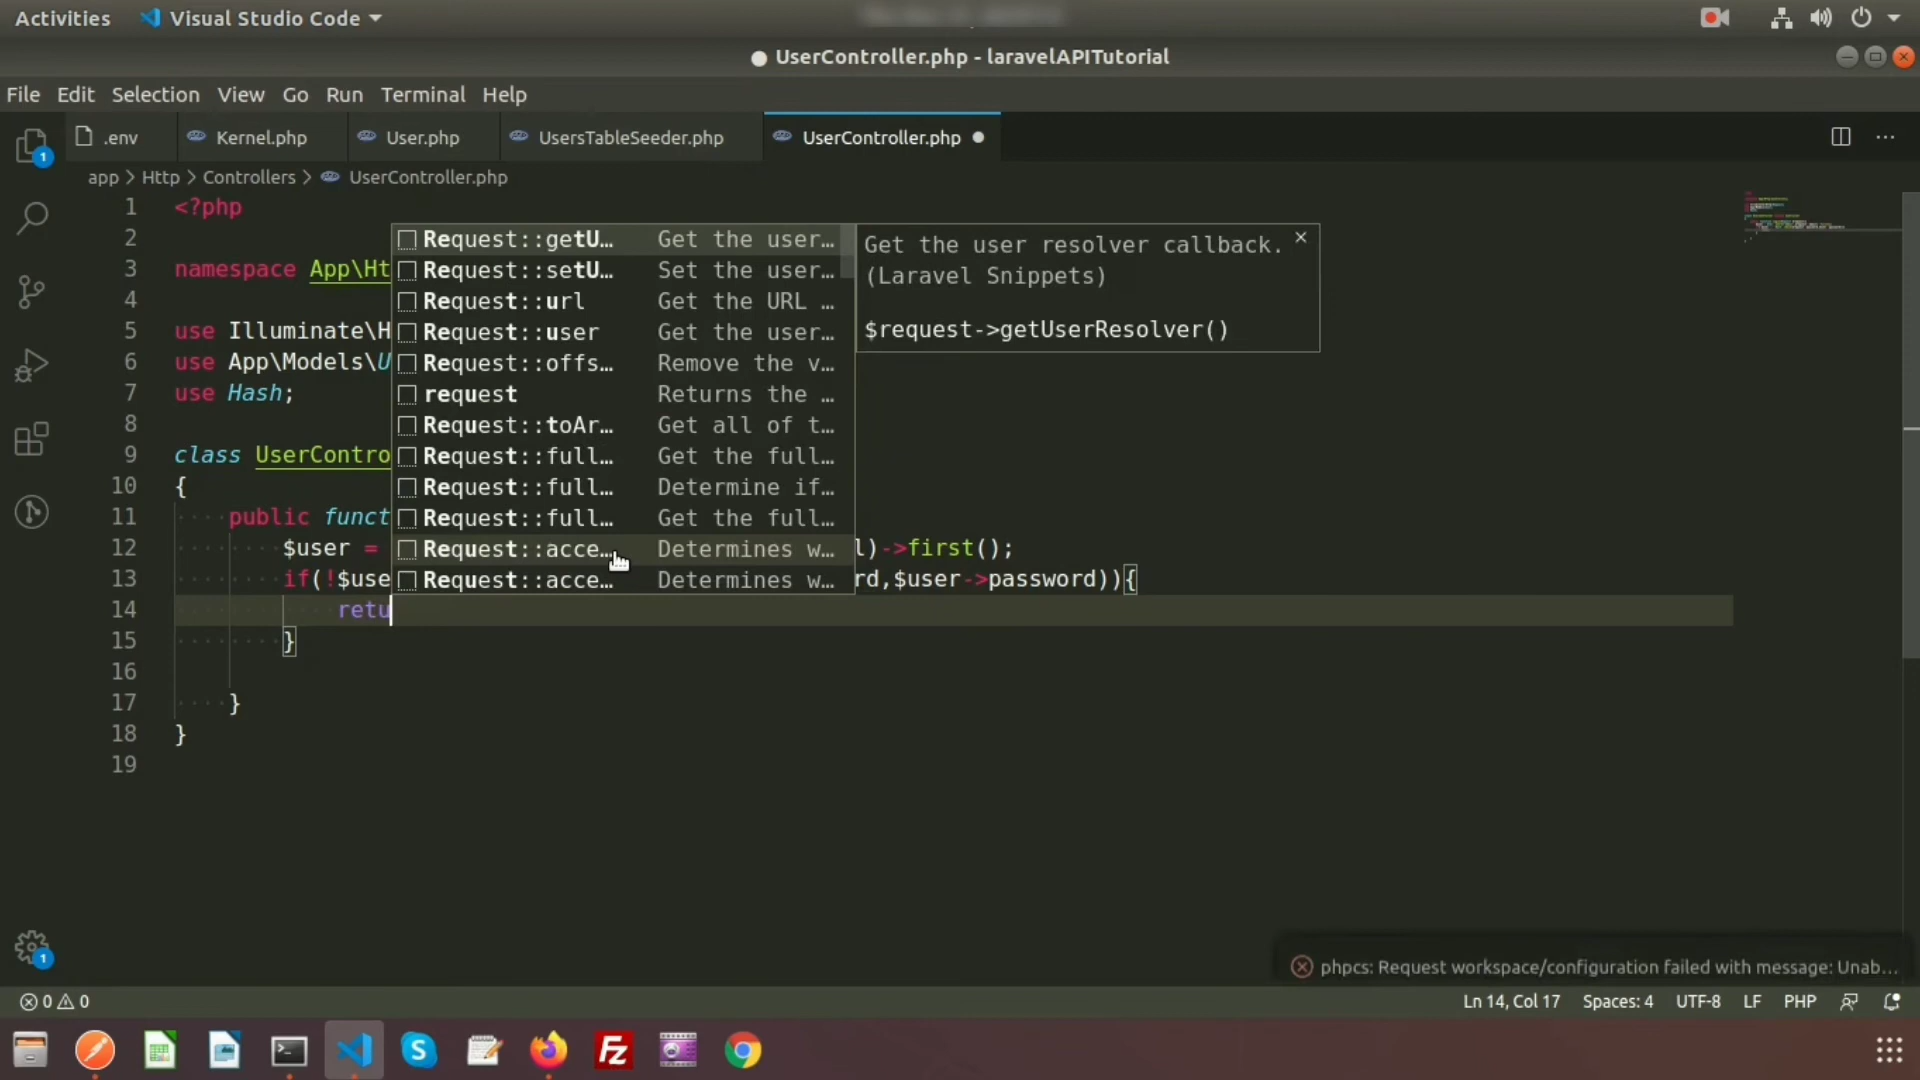 Activities Visual Studio Code
UserController.php - laravelAPITutorial
File Edit Selection View Go Run Terminal Help
.env Kernel.php User.php UsersTableSeeder.php UserController.php
app > Http > Controllers > UserController.php
1 <?php
2
3 namespace App\Ht
4
5 use Illuminate\H
6 use App\Models\U
7 use Hash;
8
9 class UserContro
10 {
11 public funct
12 $user = l)->first();
13 if(!$use rd,$user->password)){
14 retu
15 }
16
17 }
18 }
19
Request::getU… Get the user…
Request::setU… Set the user…
Request::url Get the URL …
Request::user Get the user…
Request::offs… Remove the v…
request Returns the …
Request::toAr… Get all of t…
Request::full… Get the full…
Request::full… Determine if…
Request::full… Get the full…
Request::acce… Determines w…
Request::acce… Determines w…
Get the user resolver callback.
(Laravel Snippets)
$request->getUserResolver()
1
1
phpcs: Request workspace/configuration failed with message: Unab...
0 0 Ln 14, Col 17 Spaces: 4 UTF-8 LF PHP
S Fz